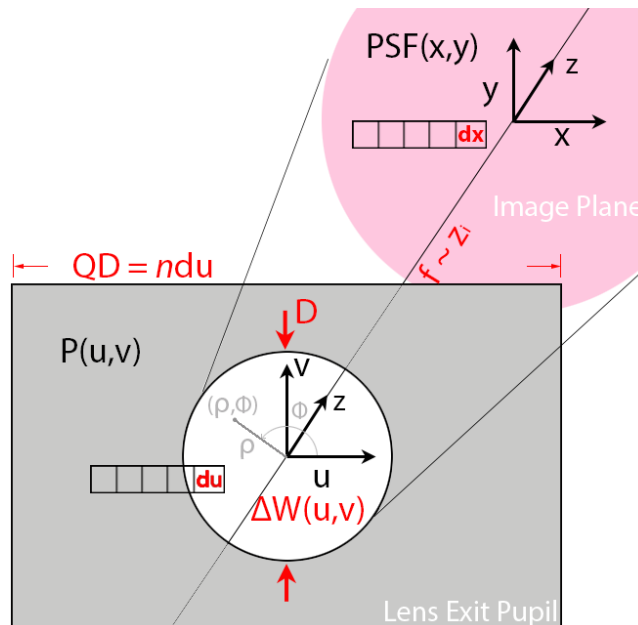 PSF(x,y)
z
y
dx
x
Image Plane
f ~ zᵢ
QD = ndu
D
P(u,v)
v
(ρ,Φ)
Φ
z
ρ
u
du
ΔW(u,v)
Lens Exit Pupil